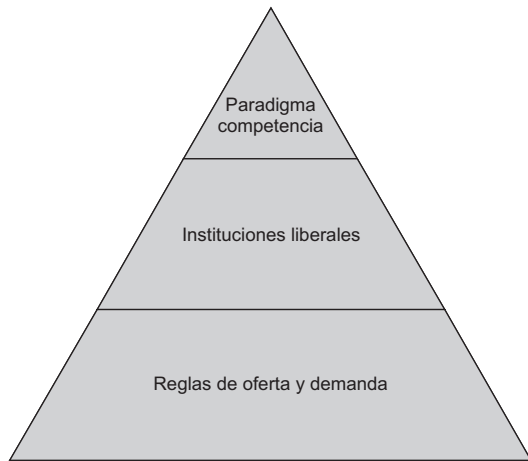 Paradigma
competencia
Instituciones liberales
Reglas de oferta y demanda